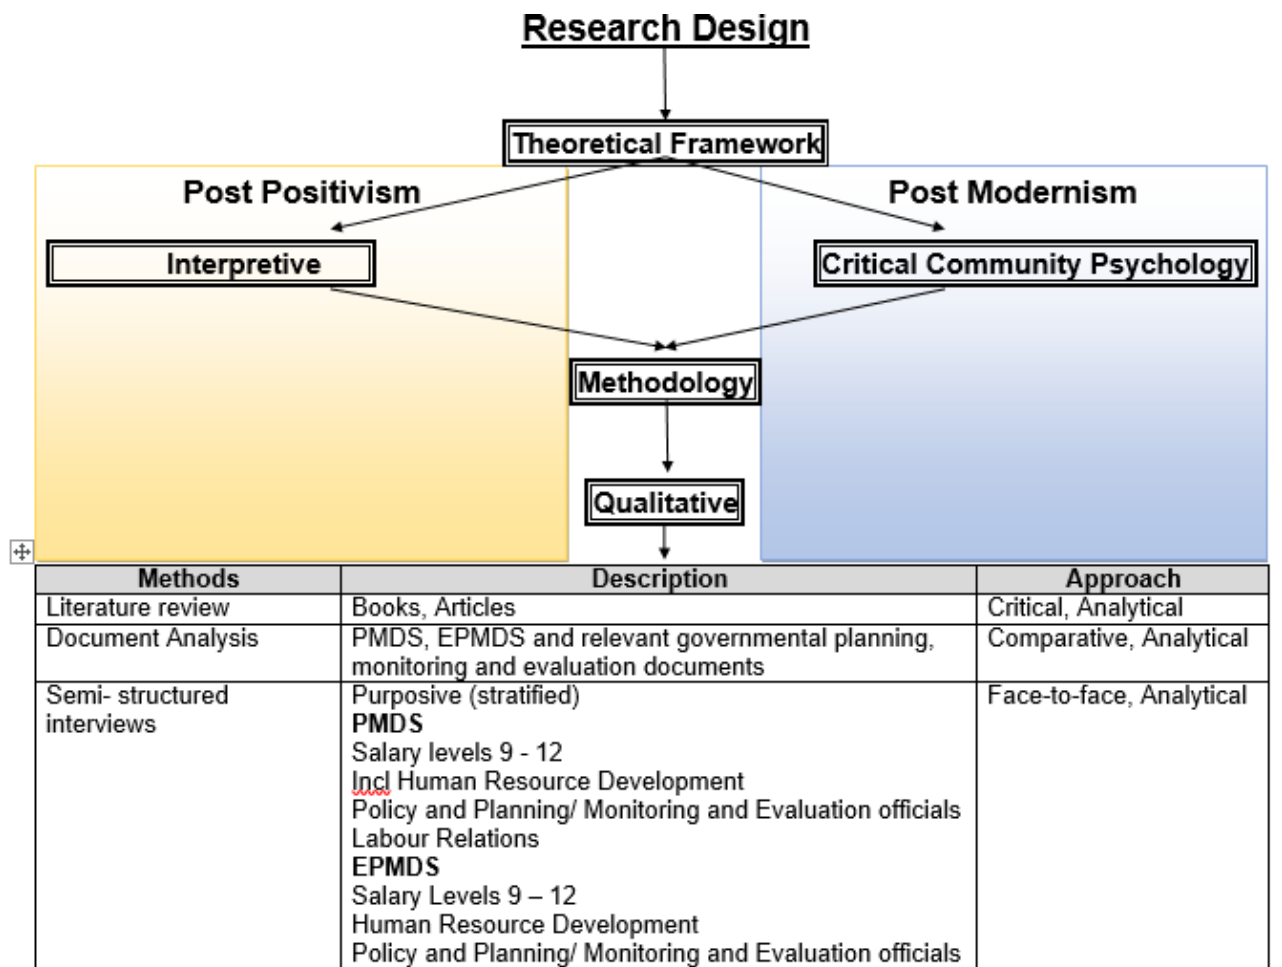 Research Design
Theoretical Framework
Post Positivism
Post Modernism
Interpretive
Critical Community Psychology
Methodology
Qualitative
Methods Description Approach
Literature review Books, Articles Critical, Analytical
Document Analysis PMDS, EPMDS and relevant governmental planning, Comparative, Analytical
monitoring and evaluation documents
Semi- structured Purposive (stratified) Face-to-face, Analytical
interviews PMDS
Salary levels 9 - 12
Incl Human Resource Development
Policy and Planning/ Monitoring and Evaluation officials
Labour Relations
EPMDS
Salary Levels 9 – 12
Human Resource Development
Policy and Planning/ Monitoring and Evaluation officials